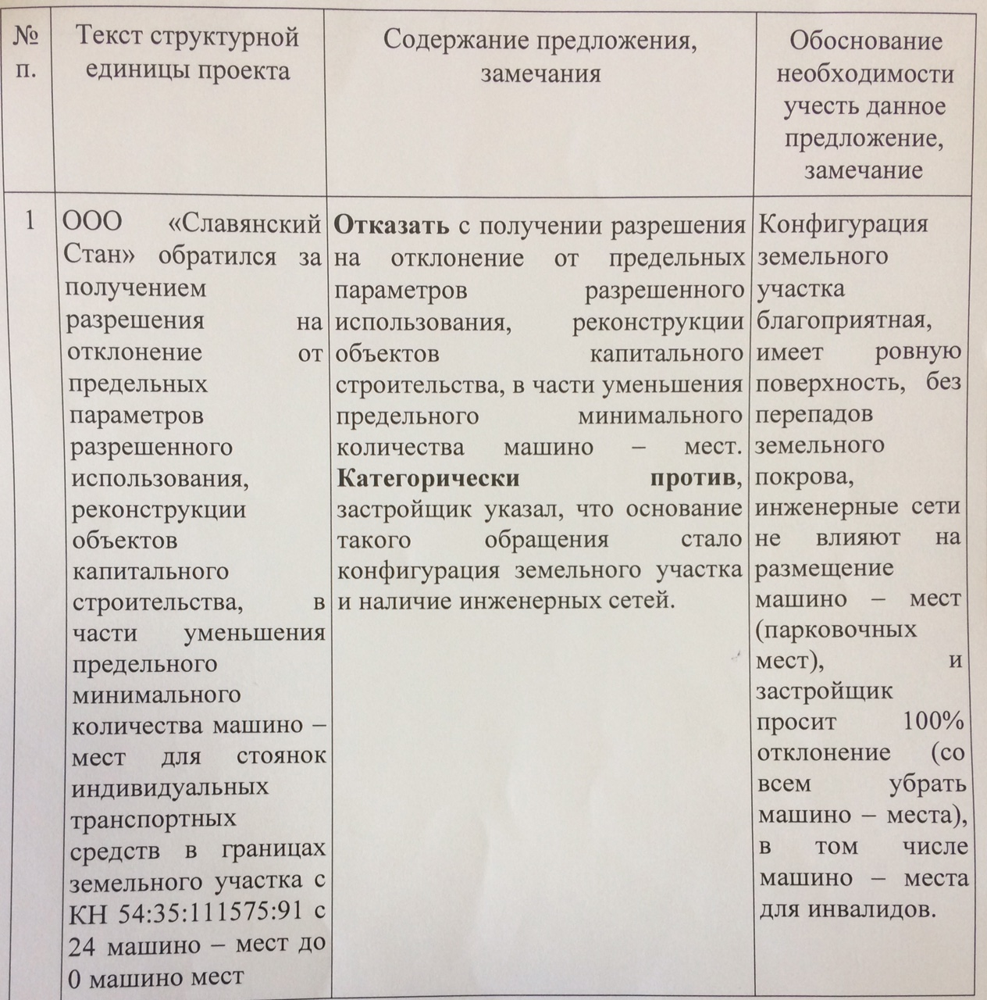 №
п.
Текст структурной
единицы проекта
Содержание предложения,
замечания
Обоснование
необходимости
учесть данное
предложение,
замечание
1
ООО «Славянский
Стан» обратился за
получением
разрешения на
отклонение от
предельных
параметров
разрешенного
использования,
реконструкции
объектов
капитального
строительства, в
части уменьшения
предельного
минимального
количества машино –
мест для стоянок
индивидуальных
транспортных
средств в границах
земельного участка с
КН 54:35:111575:91 с
24 машино – мест до
0 машино мест
Отказать с получении разрешения
на отклонение от предельных
параметров разрешенного
использования, реконструкции
объектов капитального
строительства, в части уменьшения
предельного минимального
количества машино – мест.
Категорически против,
застройщик указал, что основание
такого обращения стало
конфигурация земельного участка
и наличие инженерных сетей.
Конфигурация
земельного
участка
благоприятная,
имеет ровную
поверхность, без
перепадов
земельного
покрова,
инженерные сети
не влияют на
размещение
машино – мест
(парковочных
мест), и
застройщик
просит 100%
отклонение (со
всем убрать
машино – места),
в том числе
машино – места
для инвалидов.